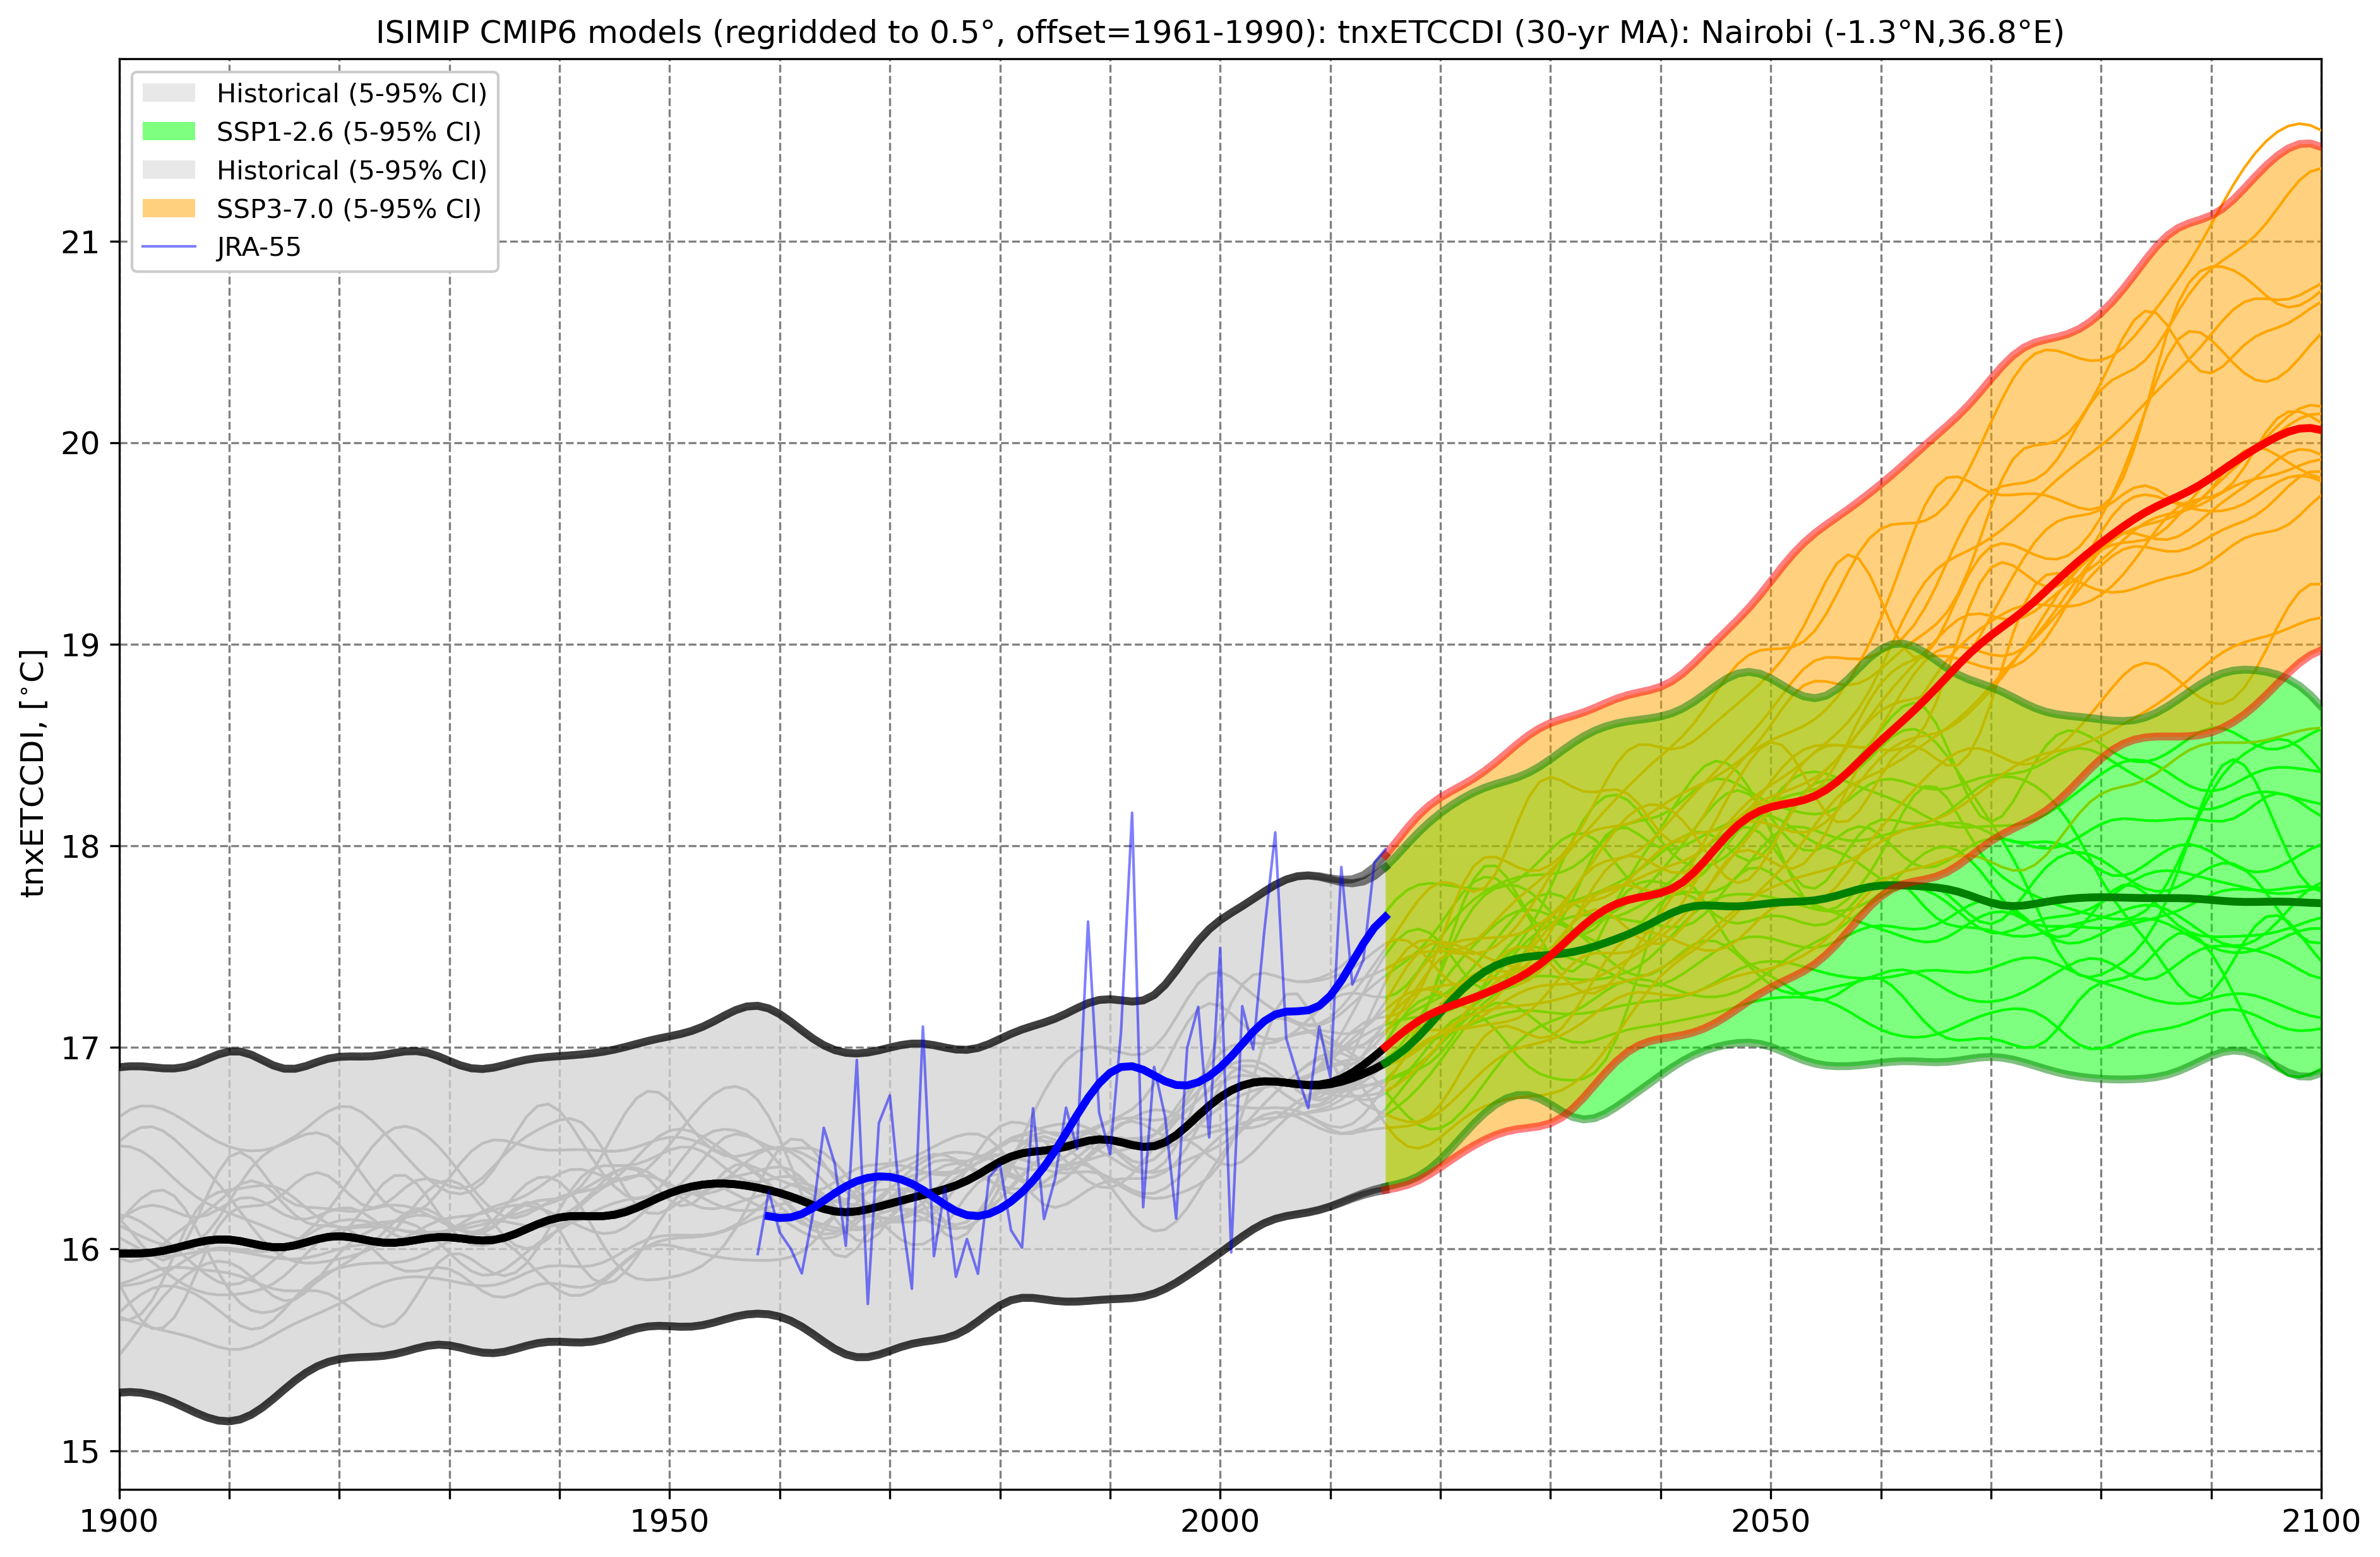 ISIMIP CMIP6 models (regridded to 0.5°, offset=1961-1990): tnxETCCDI (30-yr MA): Nairobi (-1.3°N,36.8°E)
Historical (5-95% CI)
SSP1-2.6 (5-95% CI)
Historical (5-95% CI)
SSP3-7.0 (5-95% CI)
JRA-55
tnxETCCDI, [°C]
21
20
19
18
17
16
15
1900
1950
2000
2050
2100